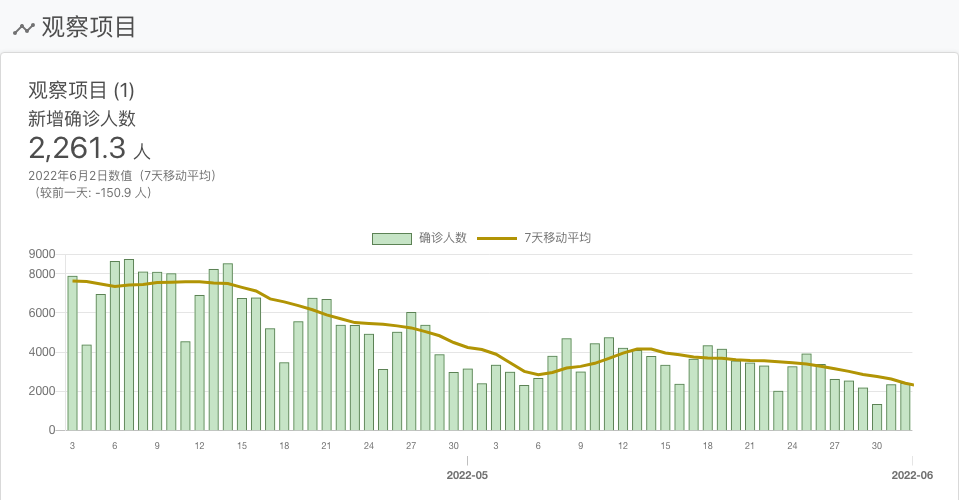 观察项目
观察项目 (1)
新增确诊人数
2,261.3 人
2022年6月2日数值（7天移动平均）
（较前一天: -150.9 人）
确诊人数 7天移动平均
9000
8000
6000
4000
2000
0
3 6 9 12 15 18 21 24 27 30 3 6 9 12 15 18 21 24 27 30
2022-05 2022-06